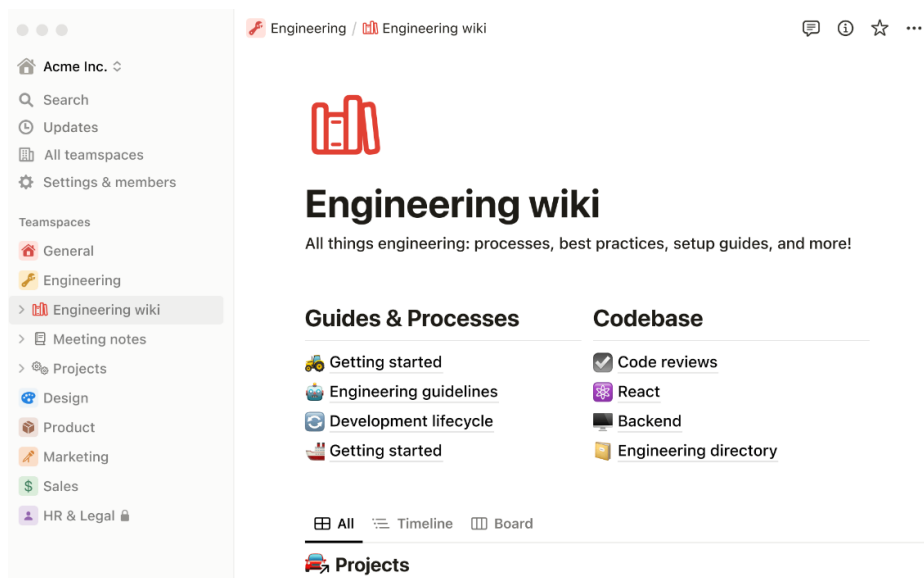 Engineering / Engineering wiki
Acme Inc.
Search
Updates
All teamspaces
Settings & members
Teamspaces
General
Engineering
Engineering wiki
Meeting notes
Projects
Design
Product
Marketing
Sales
HR & Legal
Engineering wiki
All things engineering: processes, best practices, setup guides, and more!
Guides & Processes
Getting started
Engineering guidelines
Development lifecycle
Getting started
Codebase
Code reviews
React
Backend
Engineering directory
All Timeline Board
Projects